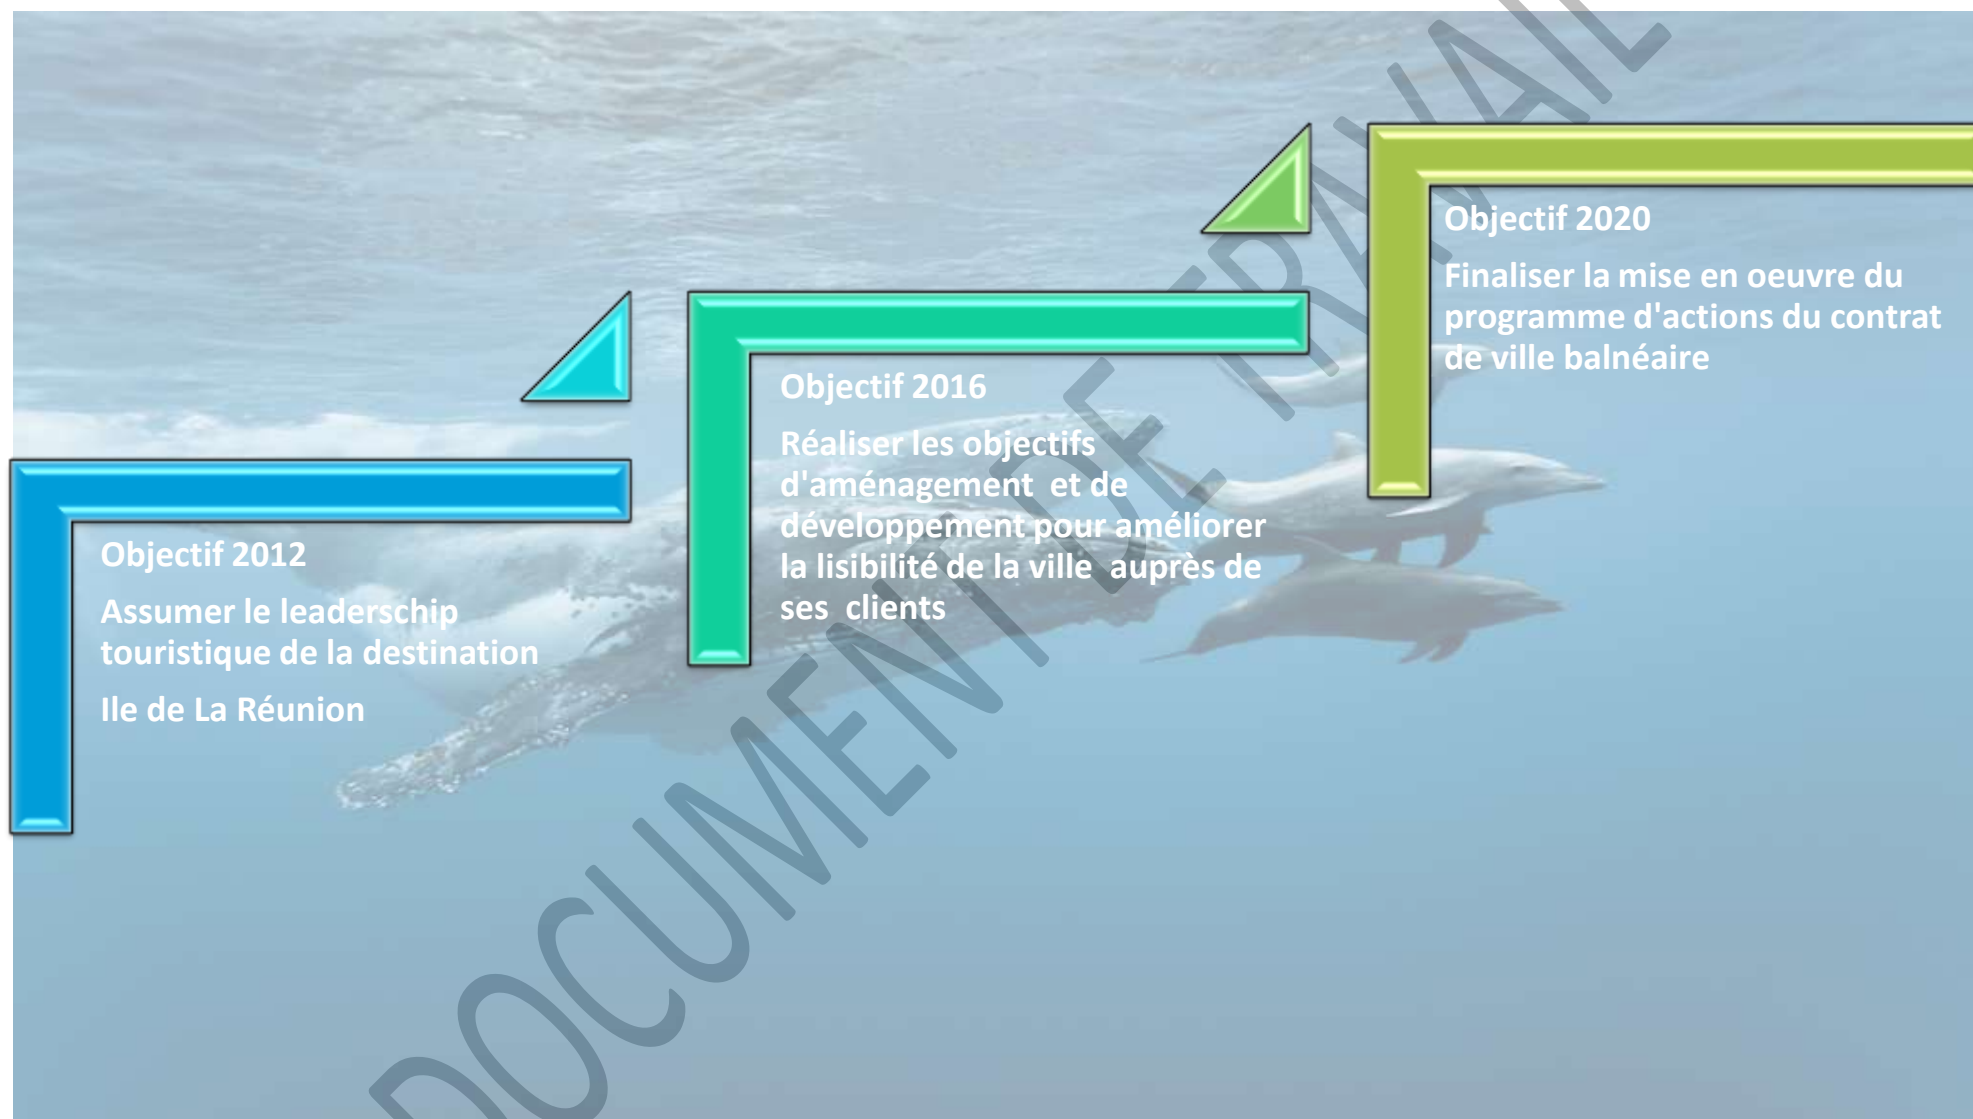 Objectif 2012
Assumer le leaderschip
touristique de la destination
Ile de La Réunion
Objectif 2016
Réaliser les objectifs
d'aménagement et de
développement pour améliorer
la lisibilité de la ville auprès de
ses clients
Objectif 2020
Finaliser la mise en oeuvre du
programme d'actions du contrat
de ville balnéaire
DOCUMENT DE TRAVAIL